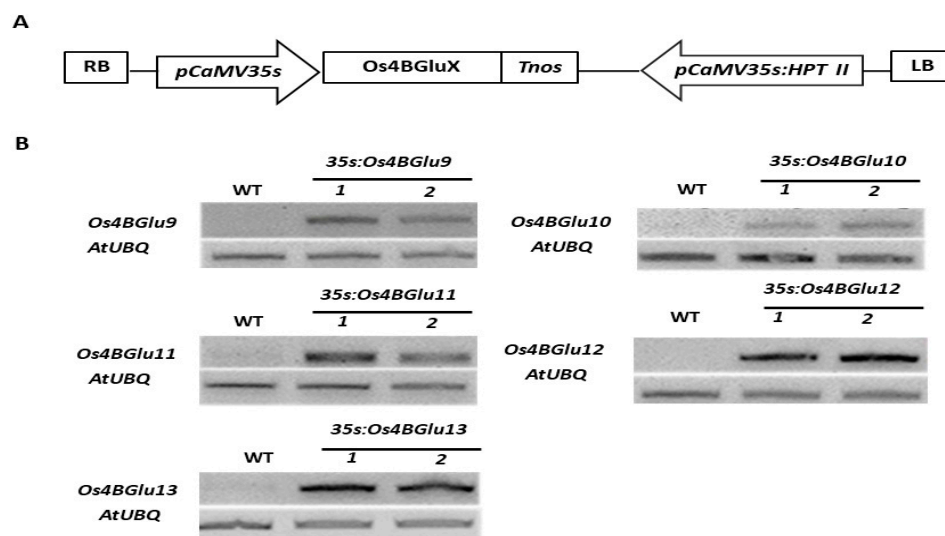 A
RB
pCaMV35s
Os4BGluX
Tnos
pCaMV35s:HPT II
LB
B
35s:Os4BGlu9
WT
1
2
Os4BGlu9
AtUBQ
35s:Os4BGlu10
WT
1
2
Os4BGlu10
AtUBQ
35s:Os4BGlu11
WT
1
2
Os4BGlu11
AtUBQ
35s:Os4BGlu12
WT
1
2
Os4BGlu12
AtUBQ
35s:Os4BGlu13
WT
1
2
Os4BGlu13
AtUBQ